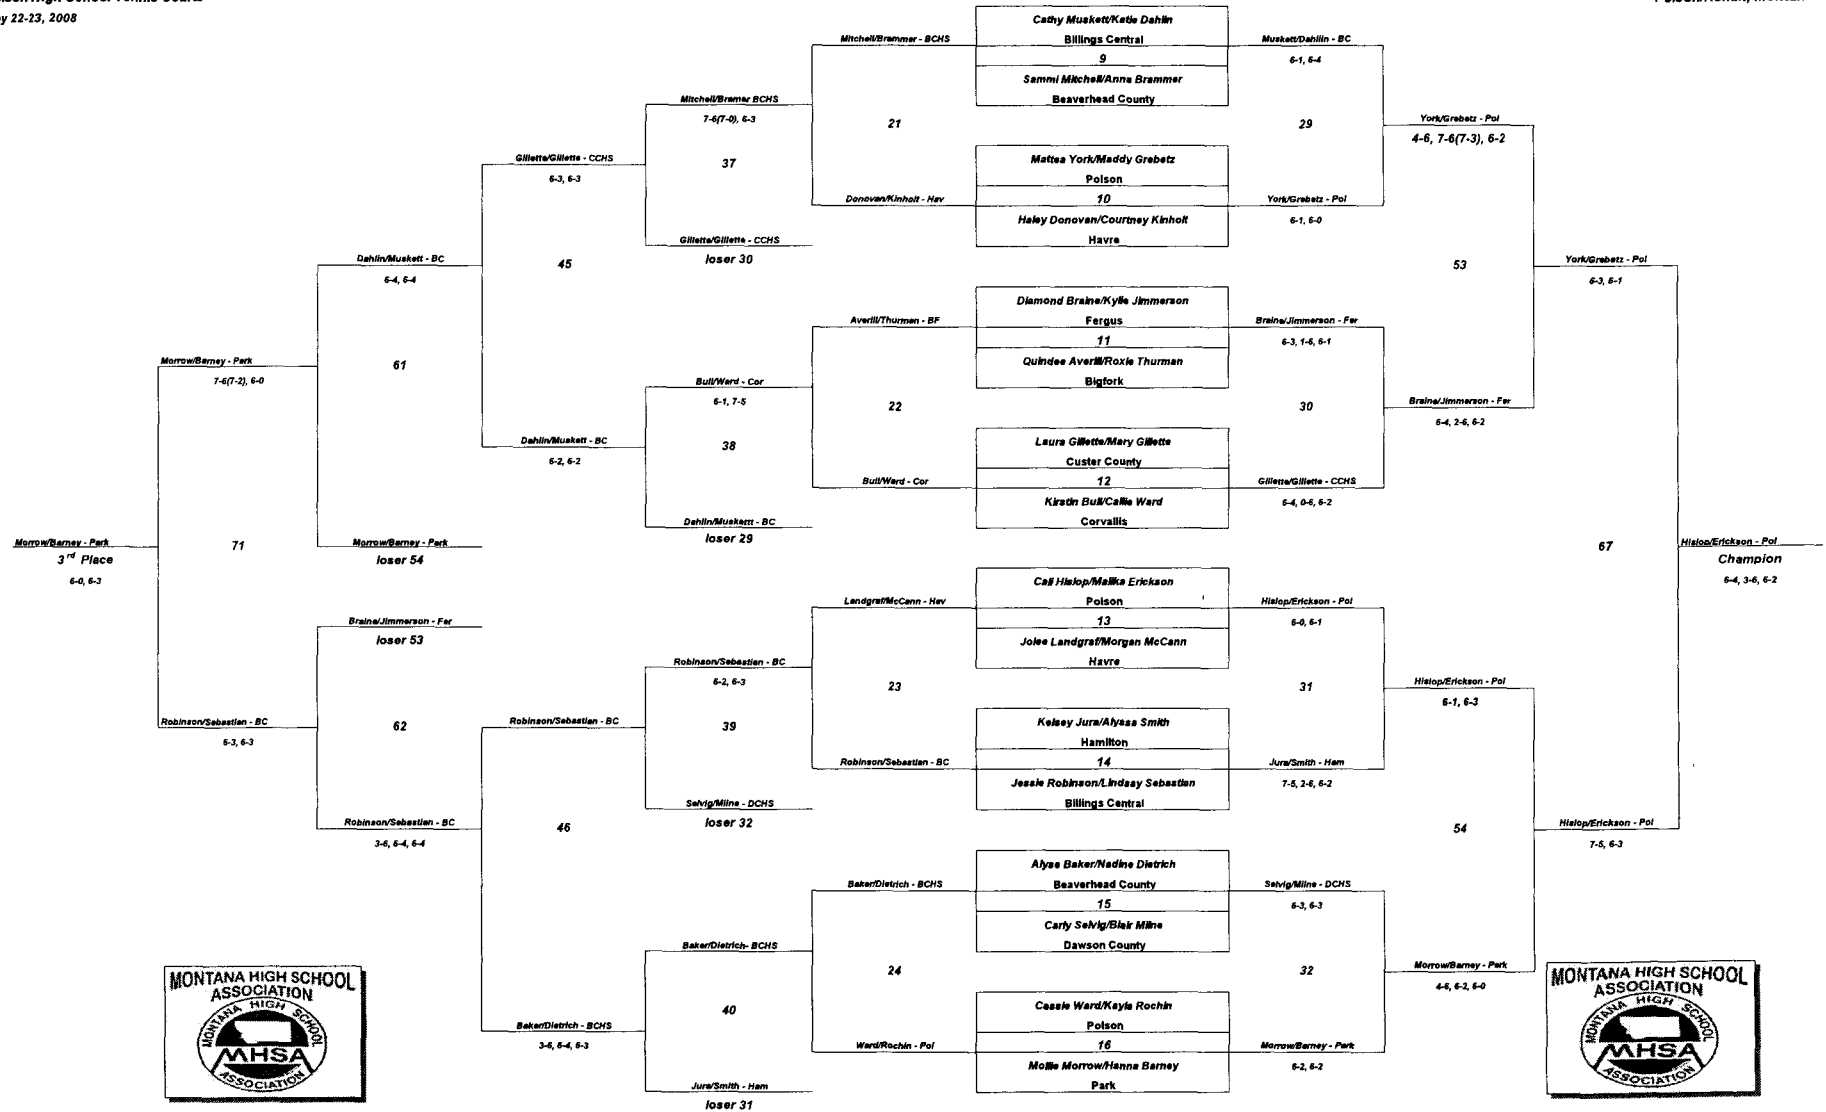 y 22-23, 2008
Cathy Muskett/Katie Dahlin
Mitchell/Brammer - BCHS
Billings Central
Muskett/Dahlin - BC
9
6-1, 6-4
Sammi Mitchell/Anna Brammer
Mitchell/Bramer BCHS
Beaverhead County
7-6(7-0), 6-3
21
29
York/Grebetz - Pol
4-6, 7-6(7-3), 6-2
Gillette/Gillette - CCHS
37
Mattea York/Maddy Grebetz
6-3, 6-3
Polson
Donovan/Kinholt - Hav
10
York/Grebetz - Pol
Haley Donovan/Courtney Kinholt
6-1, 6-0
Gillette/Gillette - CCHS
Havre
loser 30
Dahlin/Muskett - BC
45
53
York/Grebetz - Pol
6-4, 6-4
6-3, 6-1
Diamond Braine/Kylie Jimmerson
Averill/Thurman - BF
Fergus
Braine/Jimmerson - Fer
11
6-3, 1-6, 6-1
Morrow/Barney - Park
61
Quindee Averill/Roxie Thurman
7-6(7-2), 6-0
Bull/Ward - Cor
Bigfork
6-1, 7-5
22
30
Braine/Jimmerson - Fer
6-4, 2-6, 6-2
Dahlin/Muskett - BC
38
Laura Gillette/Mary Gillette
6-2, 6-2
Custer County
Bull/Ward - Cor
12
Gillette/Gillette - CCHS
Kirstin Bull/Callie Ward
6-4, 0-6, 6-2
Dahlin/Muskettt - BC
Corvallis
loser 29
Morrow/Barney - Park
71
Morrow/Barney - Park
67
Hislop/Erickson - Pol
3rd Place
loser 54
Champion
6-0, 6-3
6-4, 3-6, 6-2
Cali Hislop/Malika Erickson
Landgraf/McCann - Hav
Polson
Hislop/Erickson - Pol
Braine/Jimmerson - Fer
13
6-0, 6-1
loser 53
Jolee Landgraf/Morgan McCann
Robinson/Sebastian - BC
Havre
6-2, 6-3
23
31
Hislop/Erickson - Pol
6-1, 6-3
Robinson/Sebastian - BC
62
Robinson/Sebastian - BC
39
Kelsey Jura/Alyssa Smith
6-3, 6-3
Hamilton
Robinson/Sebastian - BC
14
Jura/Smith - Ham
Jessie Robinson/Lindsay Sebastian
7-5, 2-6, 6-2
Selvig/Milne - DCHS
Billings Central
loser 32
Robinson/Sebastian - BC
46
54
Hislop/Erickson - Pol
3-6, 6-4, 6-4
7-5, 6-3
Alyse Baker/Nadine Dietrich
Baker/Dietrich - BCHS
Beaverhead County
Selvig/Milne - DCHS
15
6-3, 6-3
Carly Selvig/Blair Milne
Baker/Dietrich- BCHS
Dawson County
24
32
Morrow/Barney - Park
4-6, 6-2, 6-0
40
Cassie Ward/Kayla Rochin
Baker/Dietrich - BCHS
Polson
3-6, 6-4, 6-3
Ward/Rochin - Pol
16
Morrow/Barney - Park
Mollie Morrow/Hanna Barney
6-2, 6-2
Jura/Smith - Ham
Park
loser 31
MONTANA HIGH SCHOOL
ASSOCIATION
MONTANA HIGH SCHOOL
MHSA
ASSOCIATION
MONTANA HIGH SCHOOL
ASSOCIATION
MONTANA HIGH SCHOOL
MHSA
ASSOCIATION